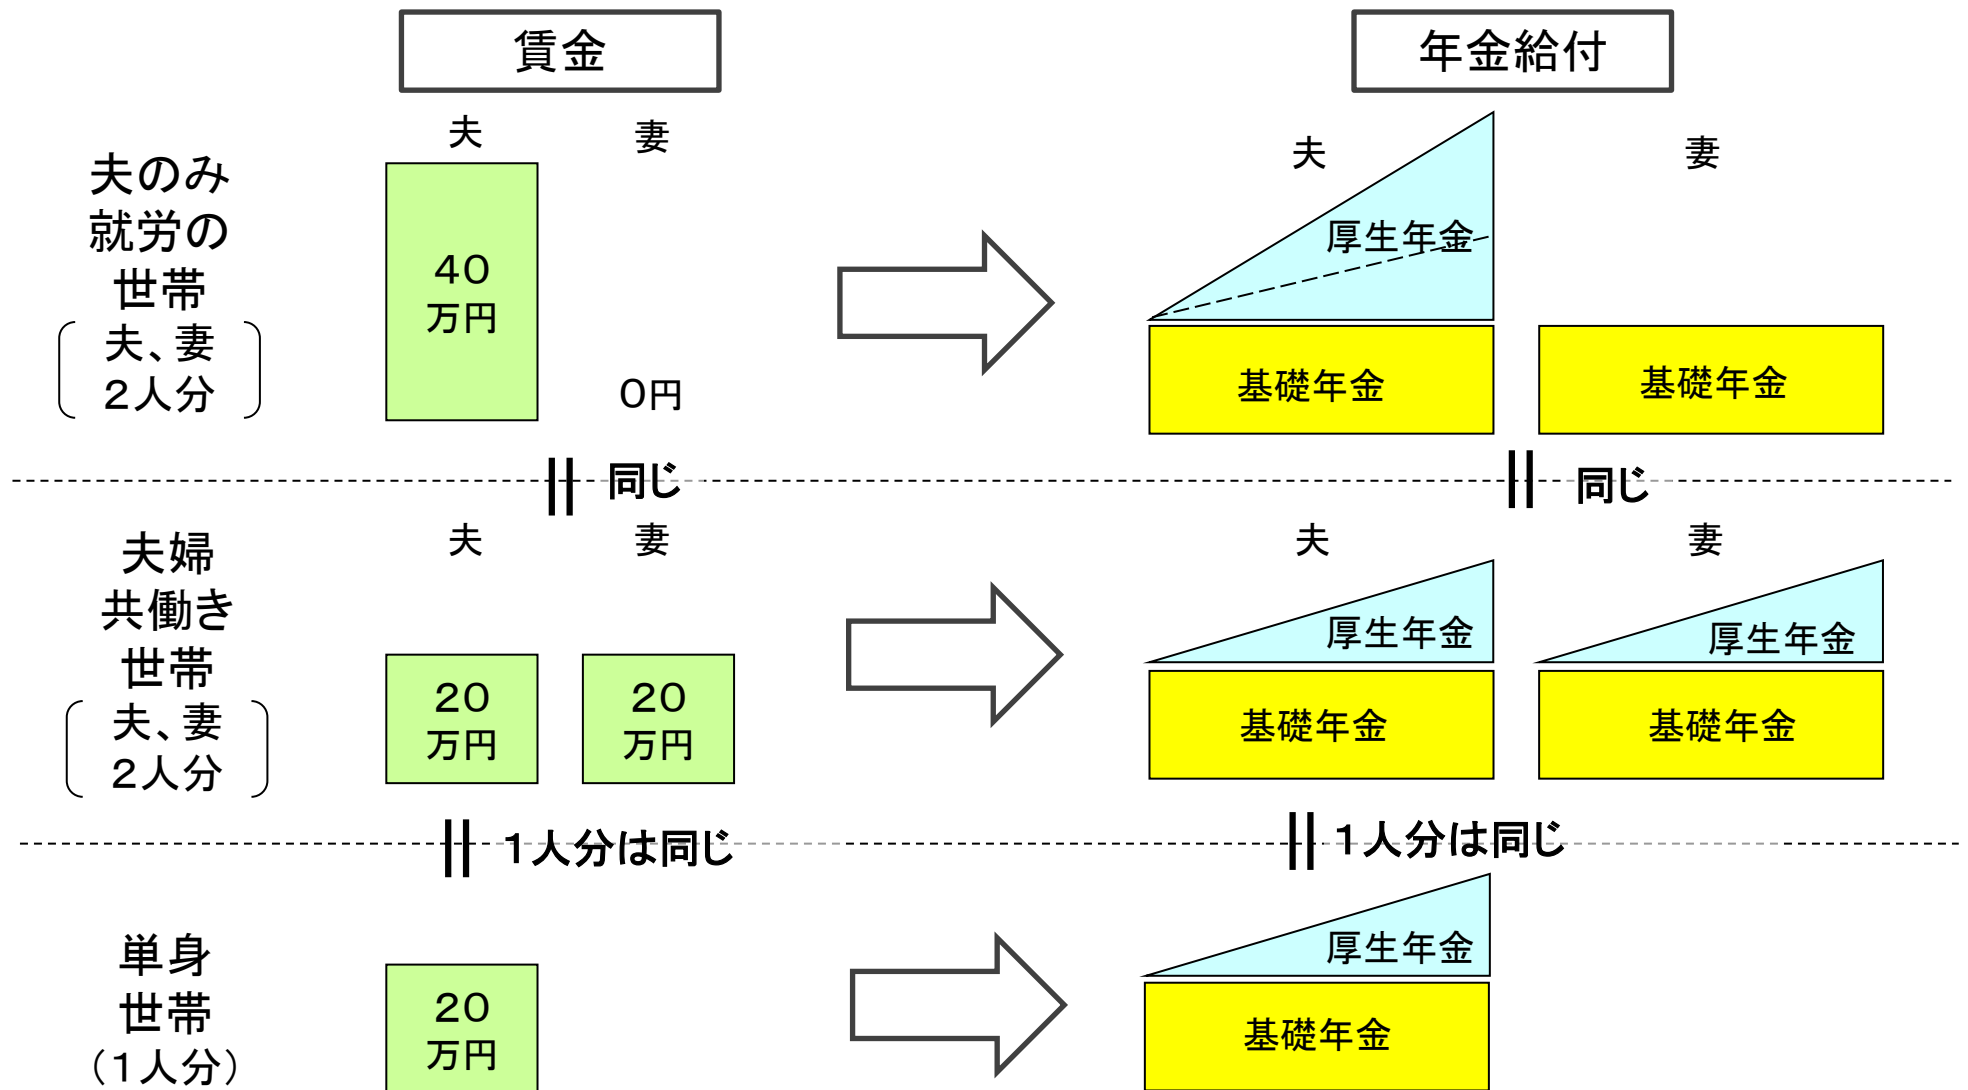 賃金
年金給付
夫
妻
夫
妻
夫のみ
就労の
世帯
夫、妻
２人分
４０
万円
０円
厚生年金
基礎年金
基礎年金
同じ
同じ
夫
妻
夫
妻
夫婦
共働き
世帯
夫、妻
２人分
２０
万円
２０
万円
厚生年金
厚生年金
基礎年金
基礎年金
１人分は同じ
１人分は同じ
単身
世帯
（１人分）
２０
万円
厚生年金
基礎年金